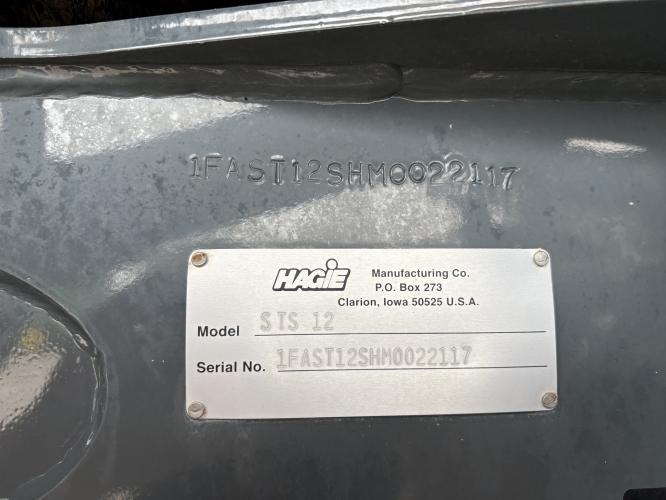 1FAST12SHM0022117
HAGIE Manufacturing Co.
P.O. Box 273
Clarion, Iowa 50525 U.S.A.
Model STS 12
Serial No. 1FAST12SHM0022117